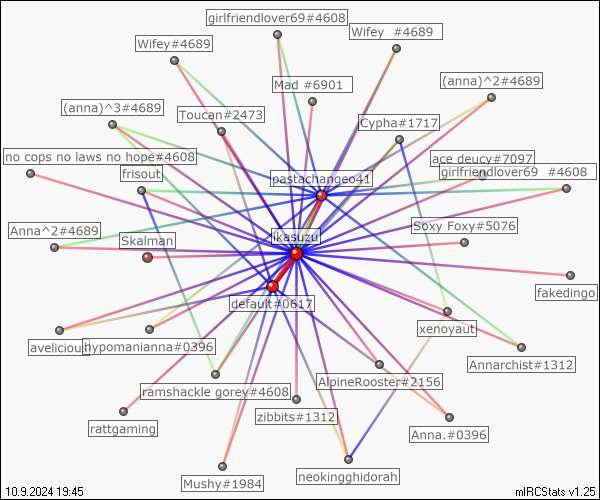 girlfriendlover69#4608
Wifey   #4689
Wifey#4689
Mad #6901
(anna)^2#4689
(anna)^3#4689
Toucan#2473
Cypha#1717
no cops no laws no hope#4608
ace deucy#7097
frisout
pastachangeo41
girlfriendlover69   #4608
Anna^2#4689
Soxy Foxy#5076
Skalman
ikasuzu
fakedingo
default#0617
xenoyaut
avelicious
hypomanianna#0396
Annarchist#1312
AlpineRooster#2156
ramshackle gorey#4608
zibbits#1312
rattgaming
Anna.#0396
Mushy#1984
neokingghidorah
10.9.2024 19:45
mIRCStats v1.25